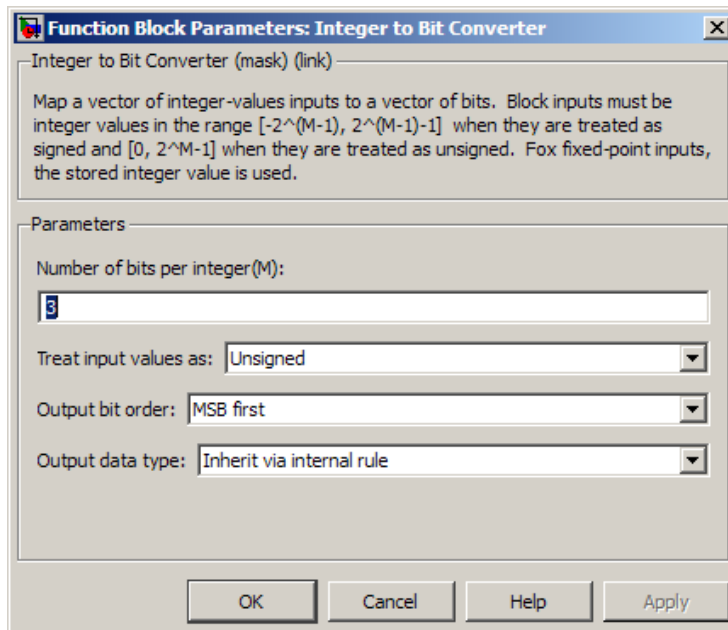 Function Block Parameters: Integer to Bit Converter
Integer to Bit Converter (mask) (link)
Map a vector of integer-values inputs to a vector of bits. Block inputs must be
integer values in the range [-2^(M-1), 2^(M-1)-1] when they are treated as
signed and [0, 2^M-1] when they are treated as unsigned. Fox fixed-point inputs,
the stored integer value is used.
Parameters
Number of bits per integer(M):
3
Treat input values as: Unsigned
Output bit order: MSB first
Output data type: Inherit via internal rule
OK Cancel Help Apply